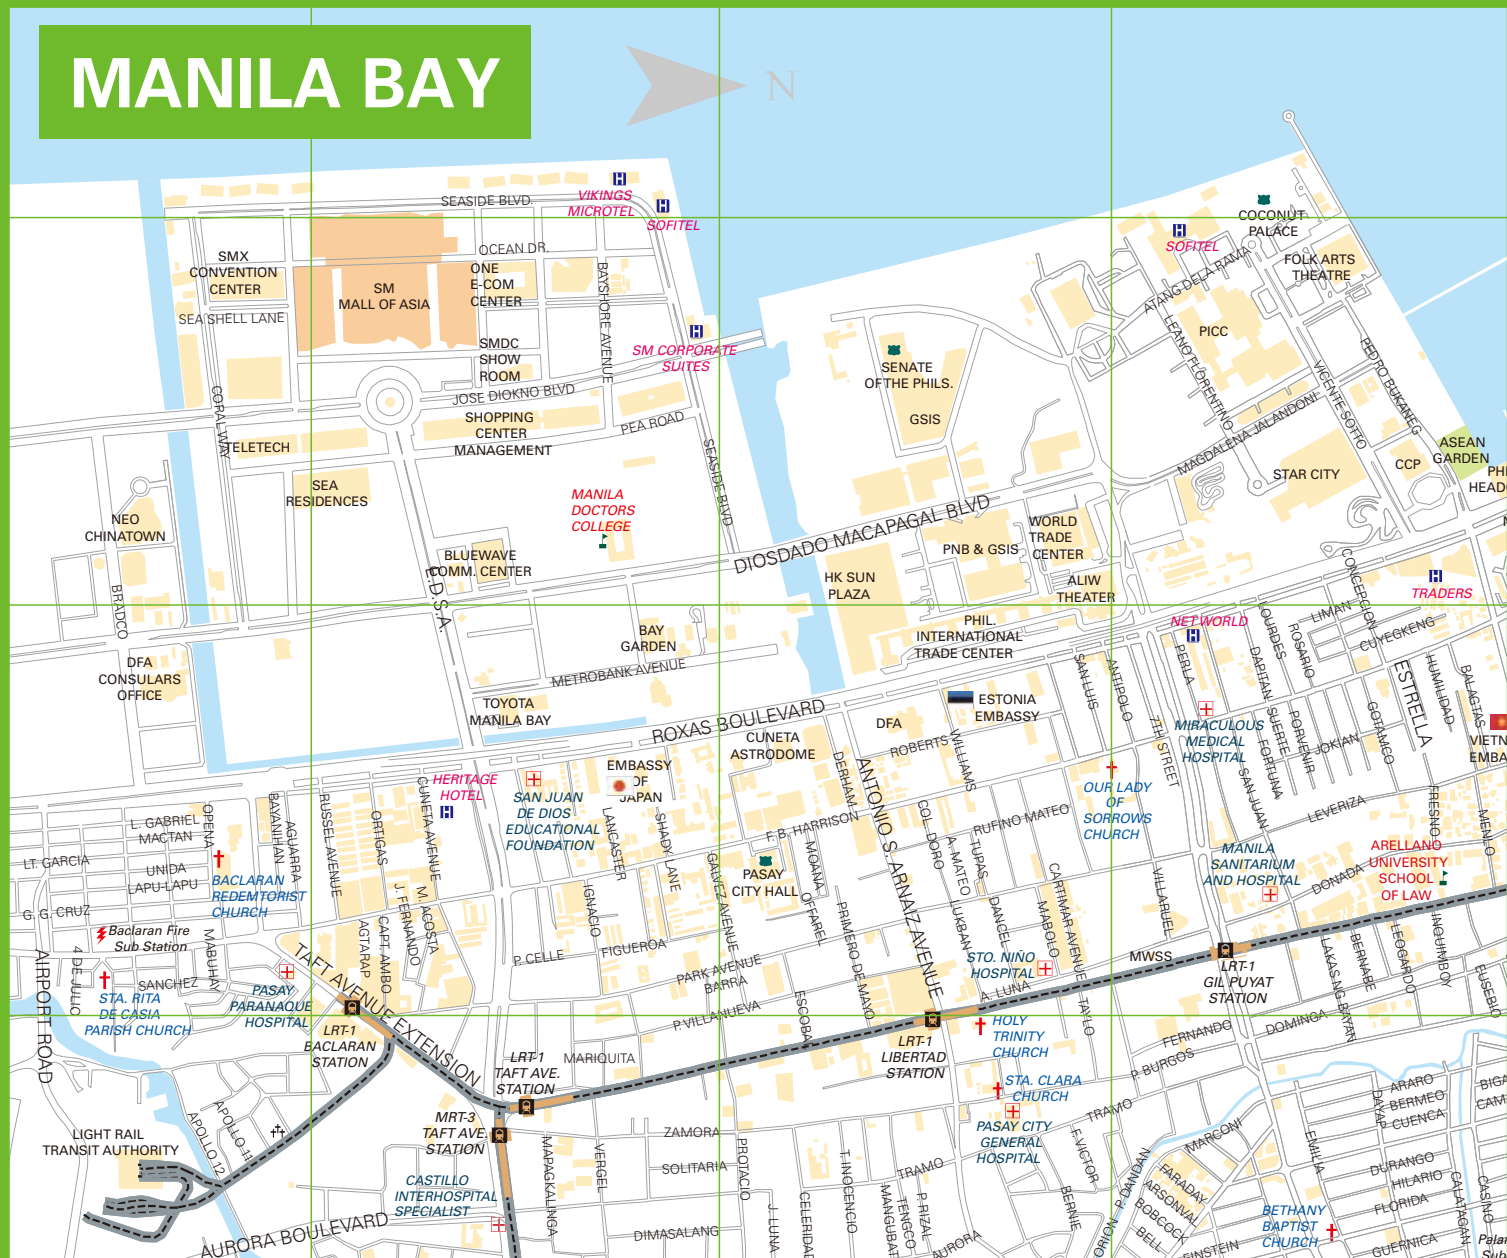 MANILA BAY
N
SEASIDE BLVD.
VIKINGS
MICROTEL
SOFITEL
COCONUT
PALACE
SOFITEL
SMX
CONVENTION
CENTER
OCEAN DR.
ONE
E-COM
CENTER
SM
MALL OF ASIA
BAYSHORE AVENUE
ATANG DELA RAMA
FOLK ARTS
THEATRE
SEA SHELL LANE
PICC
LEANO FLORENTINO
SMDC
SHOW
ROOM
SM CORPORATE
SUITES
SENATE
OF THE PHILS.
GSIS
VICENTE SOTTO
PEDRO BUKANEG
JOSE DIOKNO BLVD
CORAL WAY
SHOPPING
CENTER
MANAGEMENT
PEA ROAD
TELETECH
MAGDALENA JALANDONI
ASEAN
GARDEN
CCP
STAR CITY
PH
HEAD
SEA
RESIDENCES
SEASIDE BLVD
MANILA
DOCTORS
COLLEGE
NEO
CHINATOWN
DIOSDADO MACAPAGAL BLVD
WORLD
TRADE
CENTER
PNB & GSIS
BLUEWAVE
COMM. CENTER
E.D.S.A.
HK SUN
PLAZA
ALIW
THEATER
CONCEPCION
TRADERS
BRADCO
BAY
GARDEN
PHIL.
INTERNATIONAL
TRADE CENTER
NETWORLD
LOURDES
ROSARIO
LIMAN
CUYEGKENG
DFA
CONSULARS
OFFICE
METROBANK AVENUE
SAN LUIS
ANTIPOLO
PERLA
DAPITAN
ESTRELLA
HUMILIDAD
BALAGTAS
TOYOTA
MANILA BAY
ROXAS BOULEVARD
ESTONIA
EMBASSY
DFA
ROBERTS
WILLIAMS
7TH STREET
MIRACULOUS
MEDICAL
HOSPITAL
SUERTE
PORVENIR
FORTUNA
JOKIAN
GOTAMCO
VIETN
EMBA
CUNETA
ASTRODOME
EMBASSY
OF
JAPAN
HERITAGE
HOTEL
SAN JUAN
DE DIOS
EDUCATIONAL
FOUNDATION
DERHAM
ANTONIO S. ARNAIZ AVENUE
OUR LADY
OF
SORROWS
CHURCH
SAN JUAN
LEVERIZA
FRESNO
MENLO
L. GABRIEL
MACTAN
OPENA
BAYANIHAN
AGUARRA
RUSSEL AVENUE
ORTIGAS
CUNETA AVENUE
LANCASTER
SHADY LANE
F.B. HARRISON
COL. DORO
RUFINO MATEO
LT. GARCIA
UNIDA
LAPU-LAPU
BACLARAN
REDEMTORIST
CHURCH
GALVEZ AVENUE
PASAY
CITY HALL
MOANA
A. MATEO
TUPAS
CARTIMAR AVENUE
VILLARUEL
MANILA
SANITARIUM
AND HOSPITAL
DONADA
ARELLANO
UNIVERSITY
SCHOOL
OF LAW
G. G. CRUZ
Baclaran Fire
Sub Station
MABUHAY
AGTARAP
CAPT. AMBO
J. FERNANDO
M. ACOSTA
IGNACIO
FIGUEROA
P. CELLE
OFFAREL
PRIMERO DE MAYO
LUKBAN
DANCEL
MABOLO
STO. NIÑO
HOSPITAL
MWSS
LAKAS NG BAYAN
BERNABE
LEOGARDO
INQUIMBOY
EUSEBIO
AIRPORT ROAD
4 DE JULIO
SANCHEZ
STA. RITA
DE CASIA
PARISH CHURCH
PASAY
PARANAQUE
HOSPITAL
TAFT AVENUE EXTENSION
PARK AVENUE
BARRA
P. VILLANUEVA
ESCOBA
A. LUNA
TAYLO
LRT-1
GIL PUYAT
STATION
LRT-1
BACLARAN
STATION
LRT-1
TAFT AVE.
STATION
MARIQUITA
LRT-1
LIBERTAD
STATION
HOLY
TRINITY
CHURCH
FERNANDO
DOMINGA
P. BURGOS
STA. CLARA
CHURCH
ARARO
BERMEO
CUENCA
DAYAP
BIGA
CAM
APOLLO 11
APOLLO 12
LIGHT RAIL
TRANSIT AUTHORITY
MRT-3
TAFT AVE.
STATION
ZAMORA
SOLITARIA
PASAY CITY
GENERAL
HOSPITAL
TRAMO
MARCONI
EMILIA
DURANGO
HILARIO
FLORIDA
CASTILLO
INTERHOSPITAL
SPECIALIST
MAPAGKALINGA
VERGEL
PROTACIO
T. INOCENCIO
TRAMO
F. VICTOR
P. DANDAN
FARADAY
ARSONVAL
BOBCOCK
BELL
CALATAGAN
CASINO
AURORA BOULEVARD
DIMASALANG
J. LUNA
CELERIDAD
MANGUBAT
TENGCO
P. RIZAL
AURORA
BERNIE
ORION
EINSTEIN
BETHANY
BAPTIST
CHURCH
GUERNICA
Pala
Sub